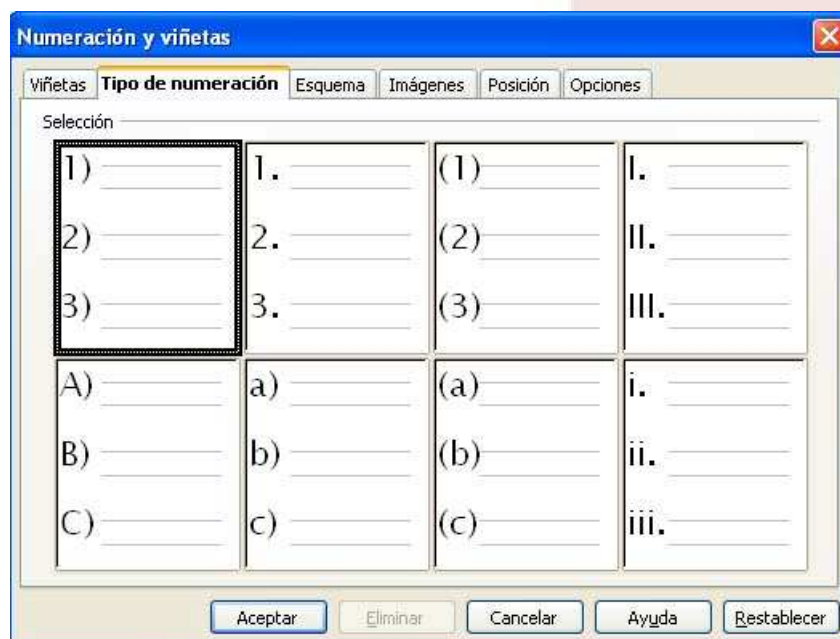 Numeración y viñetas
Viñetas Tipo de numeración Esquema Imágenes Posición Opciones
Selección
1) 1. (1) I.
2) 2. (2) II.
3) 3. (3) III.
A) a) (a) i.
B) b) (b) ii.
C) c) (c) iii.
Aceptar Eliminar Cancelar Ayuda Restablecer